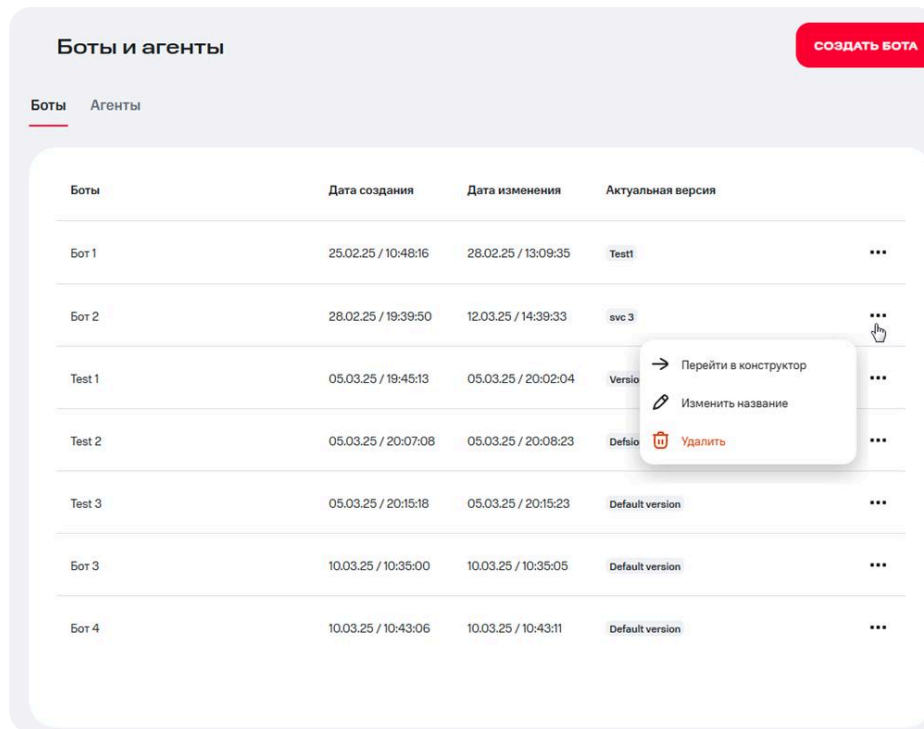 Боты и агенты
СОЗДАТЬ БОТА
Боты Агенты
Боты Дата создания Дата изменения Актуальная версия
Бот 1 25.02.25 / 10:48:16 28.02.25 / 13:09:35 Test1
Бот 2 28.02.25 / 19:39:50 12.03.25 / 14:39:33 svc 3
Перейти в конструктор
Test 1 05.03.25 / 19:45:13 05.03.25 / 20:02:04 Versio
Изменить название
Test 2 05.03.25 / 20:07:08 05.03.25 / 20:08:23 Defsio
Удалить
Test 3 05.03.25 / 20:15:18 05.03.25 / 20:15:23 Default version
Бот 3 10.03.25 / 10:35:00 10.03.25 / 10:35:05 Default version
Бот 4 10.03.25 / 10:43:06 10.03.25 / 10:43:11 Default version